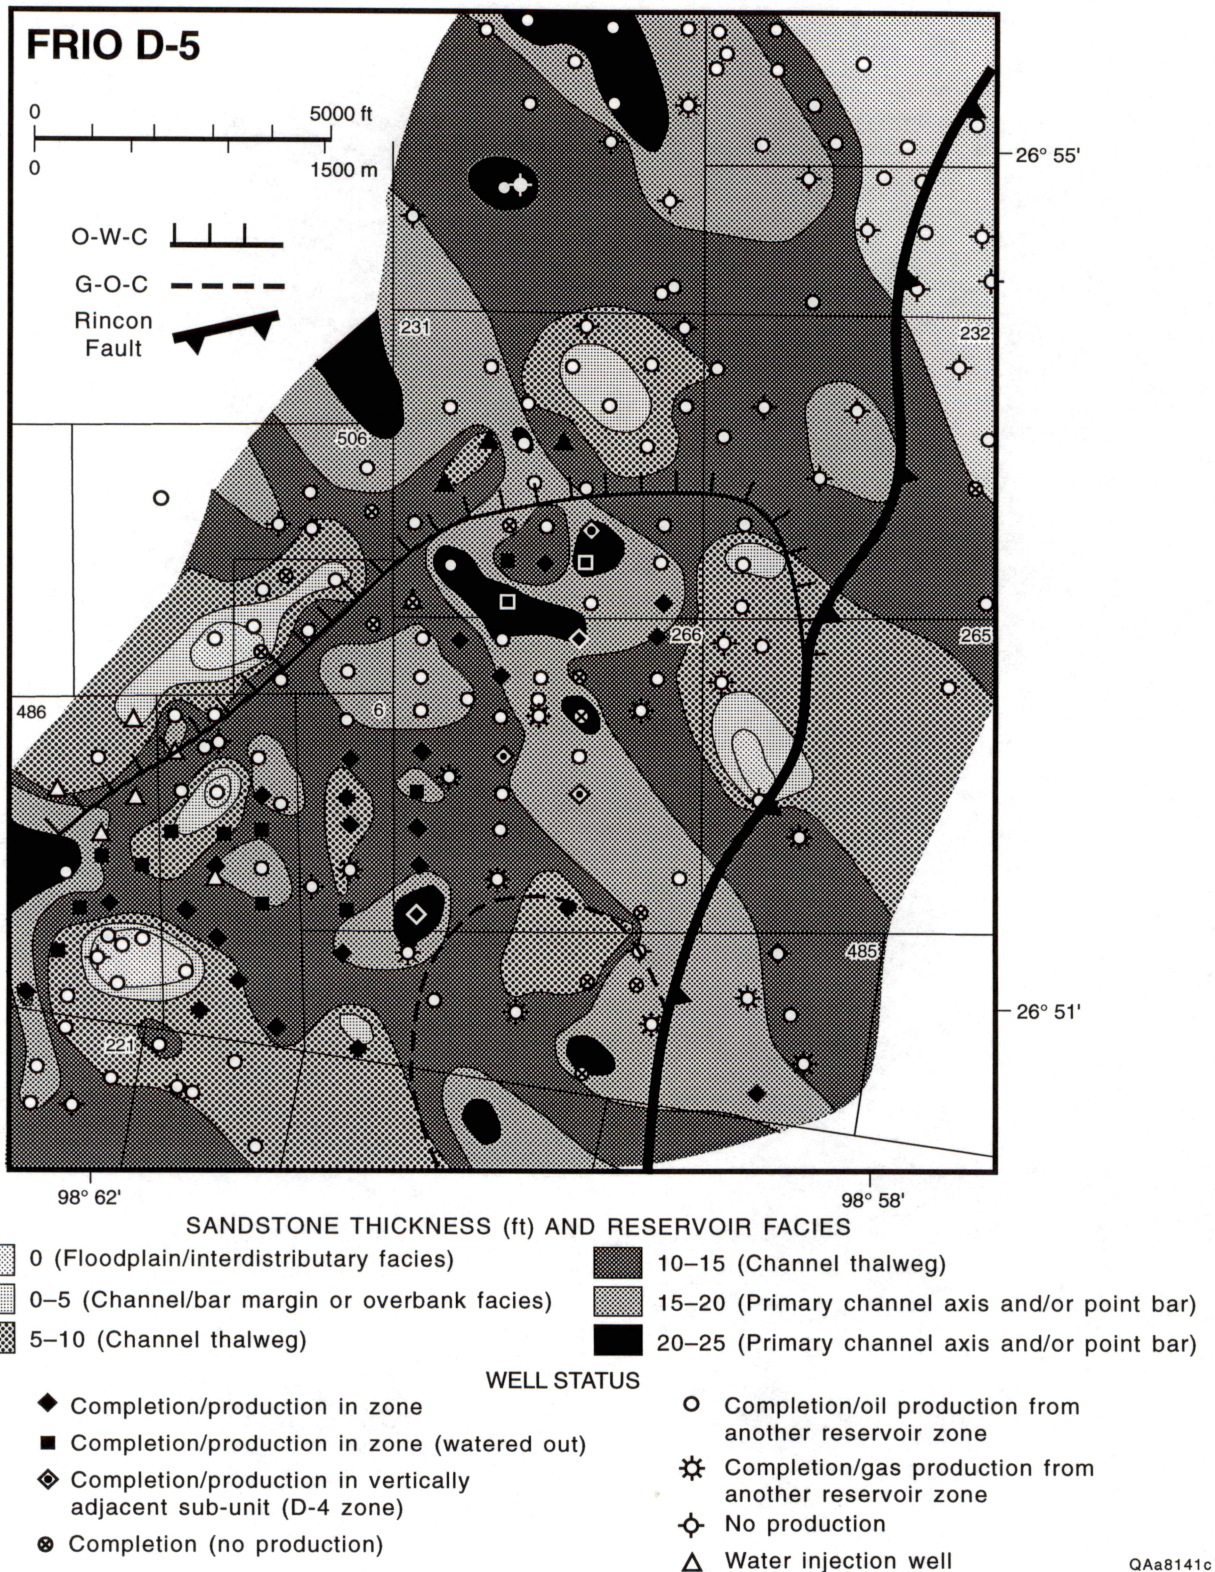 FRIO D-5
0 5000 ft
0 1500 m
O-W-C
G-O-C
Rincon
Fault
26° 55'
231
232
506
266
265
486
6
485
26° 51'
221
98° 62'
98° 58'
SANDSTONE THICKNESS (ft) AND RESERVOIR FACIES
0 (Floodplain/interdistributary facies)
0–5 (Channel/bar margin or overbank facies)
5–10 (Channel thalweg)
10–15 (Channel thalweg)
15–20 (Primary channel axis and/or point bar)
20–25 (Primary channel axis and/or point bar)
WELL STATUS
Completion/production in zone
Completion/production in zone (watered out)
Completion/production in vertically
adjacent sub-unit (D-4 zone)
Completion (no production)
Completion/oil production from
another reservoir zone
Completion/gas production from
another reservoir zone
No production
Water injection well
QAa8141c